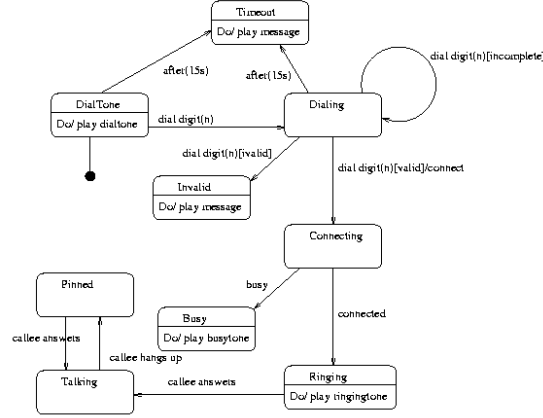 Timeout
Do/ play message
dial digit(n)[incomplete]
after(15s)
after(15s)
DialTone
Do/ play dialtone
dial digit(n)
Dialing
dial digit(n)[ivalid]
dial digit(n)[valid]/connect
Invalid
Do/ play message
Connecting
busy
Pinned
Busy
Do/ play busytone
connected
callee answers
callee hangs up
Talking
callee answers
Ringing
Do/ play ringingtone